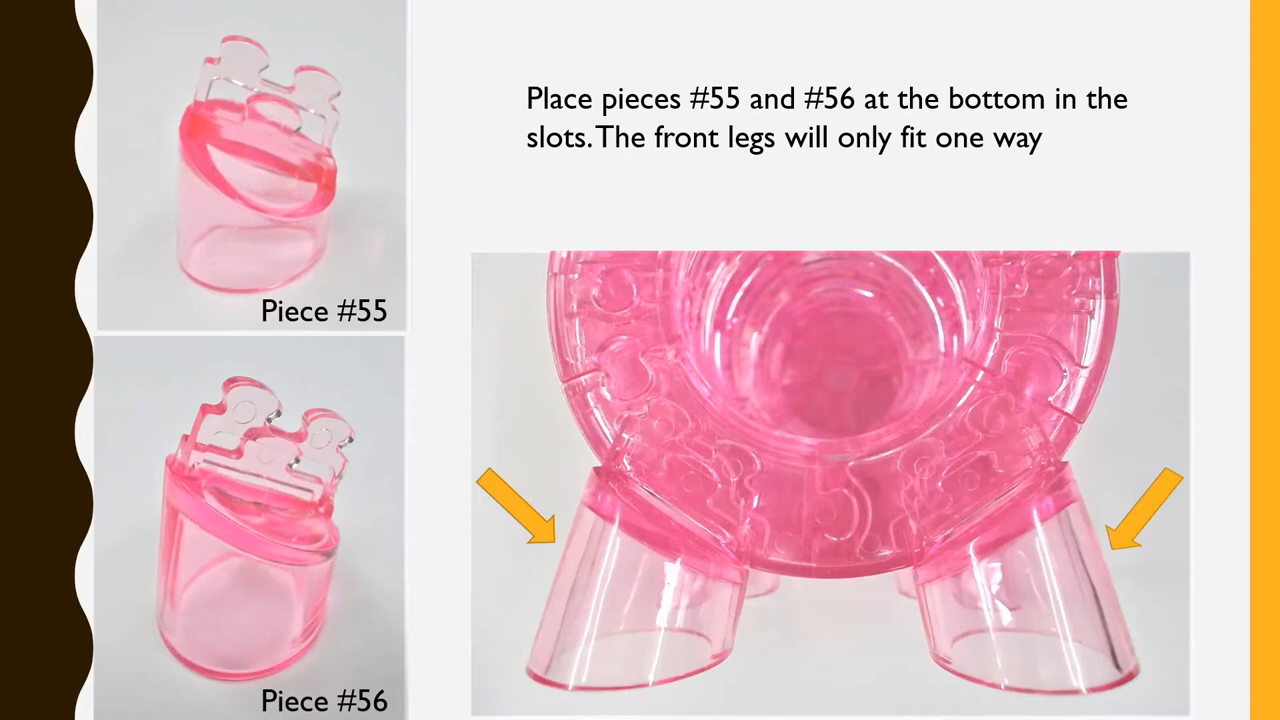 Place pieces #55 and #56 at the bottom in the
slots. The front legs will only fit one way
Piece #55
Piece #56